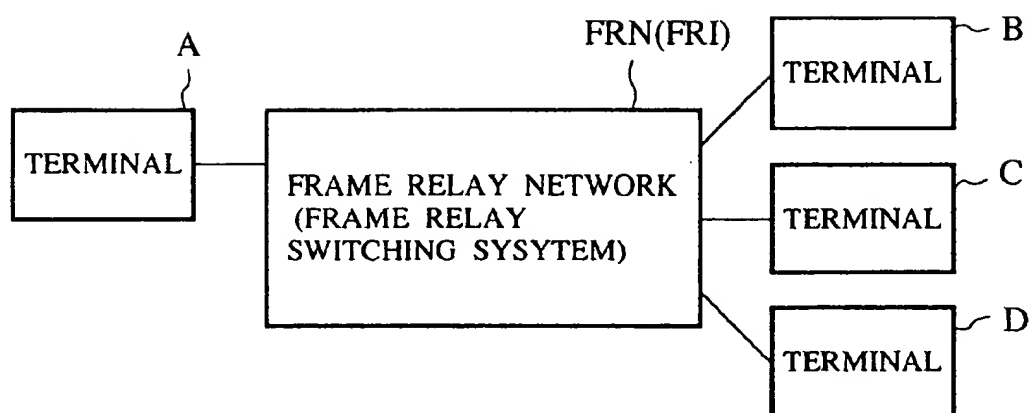 A
TERMINAL
FRN(FRI)
FRAME RELAY NETWORK
(FRAME RELAY
SWITCHING SYSYTEM)
B
TERMINAL
C
TERMINAL
D
TERMINAL